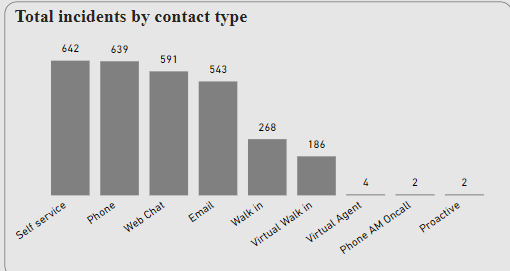 Total incidents by contact type
642
639
591
543
268
186
4
2
2
Self service
Phone
Web Chat
Email
Walk in
Virtual Walk in
Virtual Agent
Phone AM Oncall
Proactive